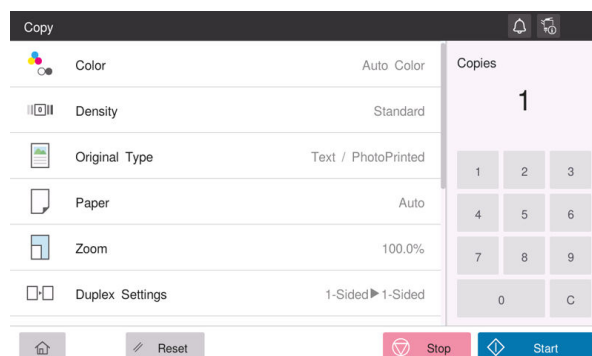 Copy
Color Auto Color
Density Standard
Original Type Text / PhotoPrinted
Paper Auto
Zoom 100.0%
Duplex Settings 1-Sided▶1-Sided
Reset
Copies
1
1 2 3
4 5 6
7 8 9
0 C
Stop
Start